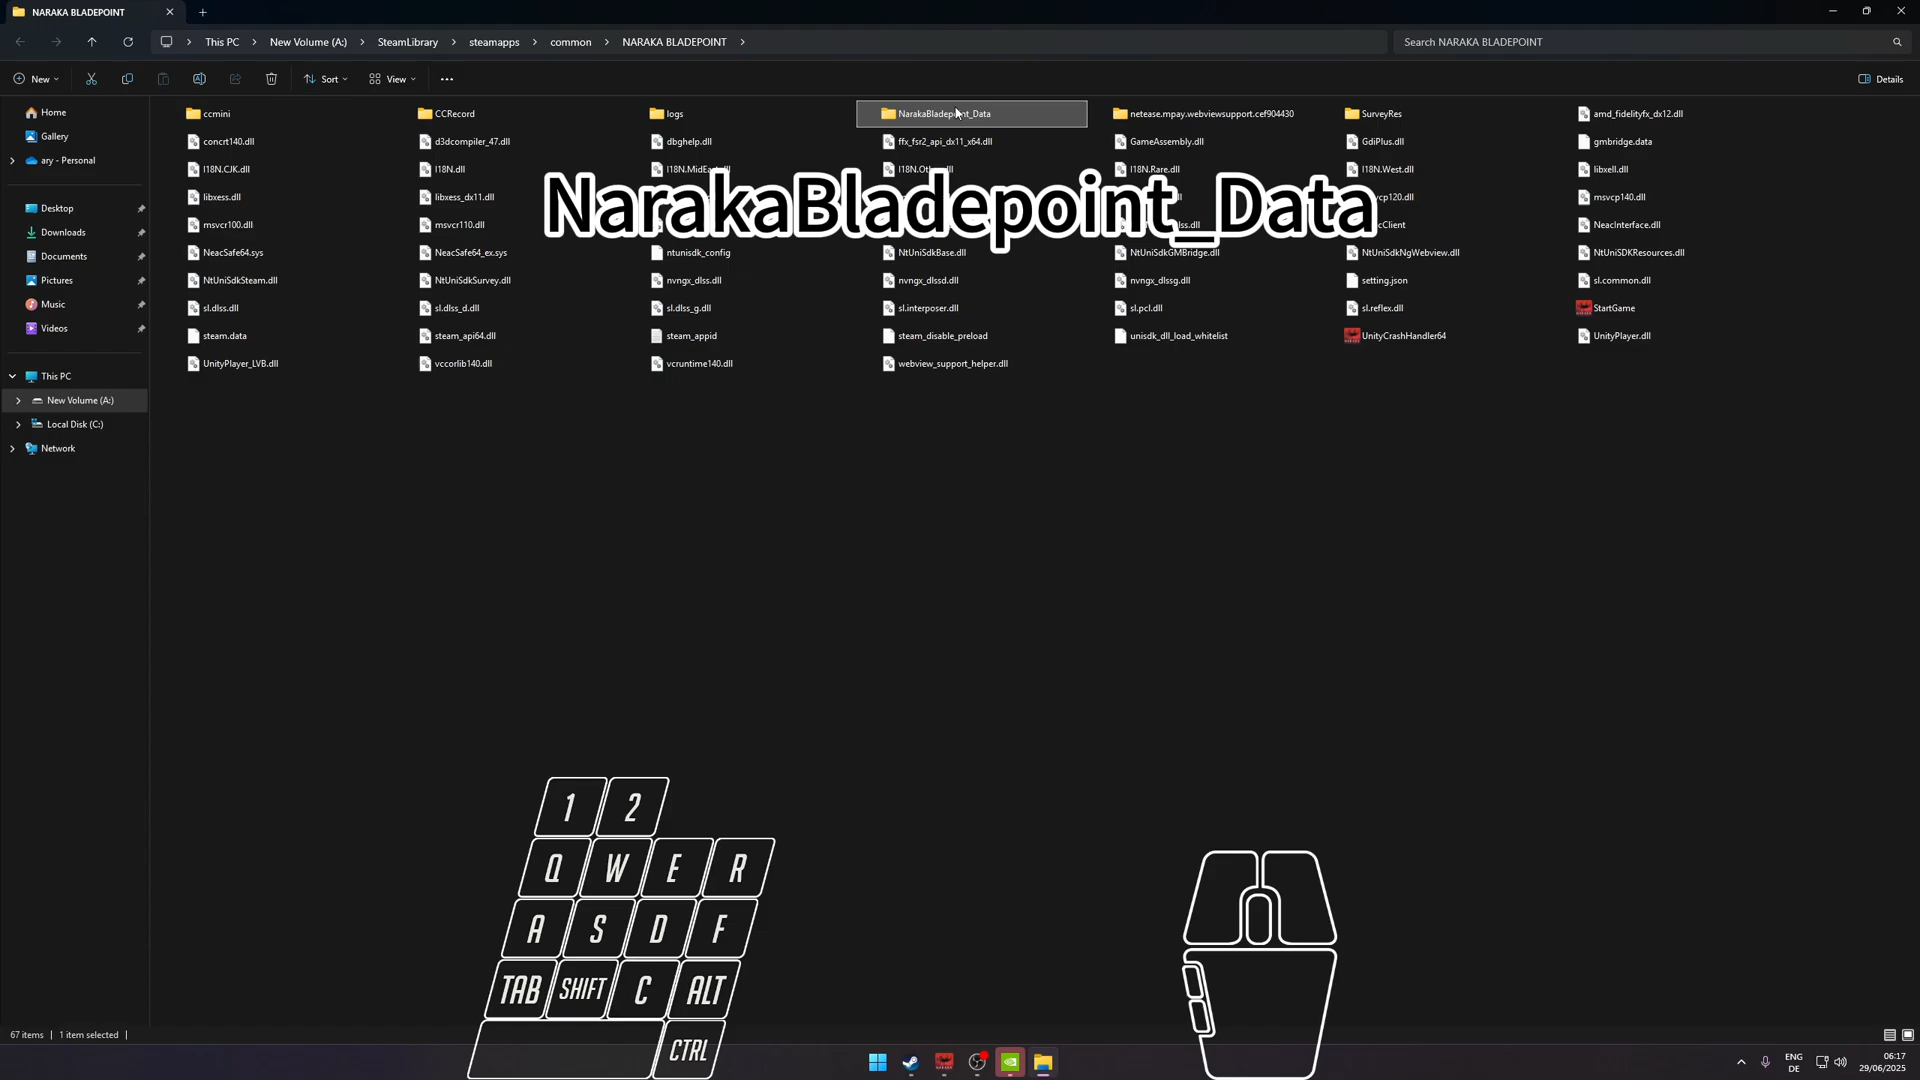 NARAKA BLADEPOINT
This PC > New Volume (A:) > SteamLibrary > steamapps > common > NARAKA BLADEPOINT >
Search NARAKA BLADEPOINT
New
Sort
View
Details
Home
Gallery
ary - Personal
Desktop
Downloads
Documents
Pictures
Music
Videos
This PC
New Volume (A:)
Local Disk (C:)
Network
ccmini CCRecord logs NarakaBladepoint_Data netease.mpay.webviewsupport.cef904430 SurveyRes amd_fidelityfx_dx12.dll
concrt140.dll d3dcompiler_47.dll dbghelp.dll ffx_fsr2_api_dx11_x64.dll GameAssembly.dll GdiPlus.dll gmbridge.data
I18N.CJK.dll I18N.dll I18N.MidEast.dll I18N.Other.dll I18N.Rare.dll I18N.West.dll libxell.dll
libxess.dll libxess_dx11.dll msvcp140.dll
NarakaBladepoint_Data
msvcr100.dll msvcr110.dll NeacInterface.dll
NeacSafe64.sys NeacSafe64_ex.sys ntunisdk_config NtUniSdkBase.dll NtUniSdkGMBridge.dll NtUniSdkNgWebview.dll NtUniSDKResources.dll
NtUniSdkSteam.dll NtUniSdkSurvey.dll nvngx_dlss.dll nvngx_dlssd.dll nvngx_dlssg.dll setting.json sl.common.dll
sl.dlss.dll sl.dlss_d.dll sl.dlss_g.dll sl.interposer.dll sl.pcl.dll sl.reflex.dll StartGame
steam.data steam_api64.dll steam_appid steam_disable_preload unisdk_dll_load_whitelist UnityCrashHandler64 UnityPlayer.dll
UnityPlayer_LVB.dll vccorlib140.dll vcruntime140.dll webview_support_helper.dll
1 2
Q W E R
A S D F
TAB SHIFT C ALT
CTRL
67 items
1 item selected
ENG
DE
06:17
29/06/2025